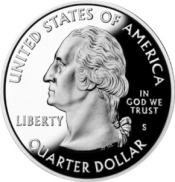 UNITED STATES OF AMERICA
IN
GOD WE
TRUST
LIBERTY
S
QUARTER DOLLAR